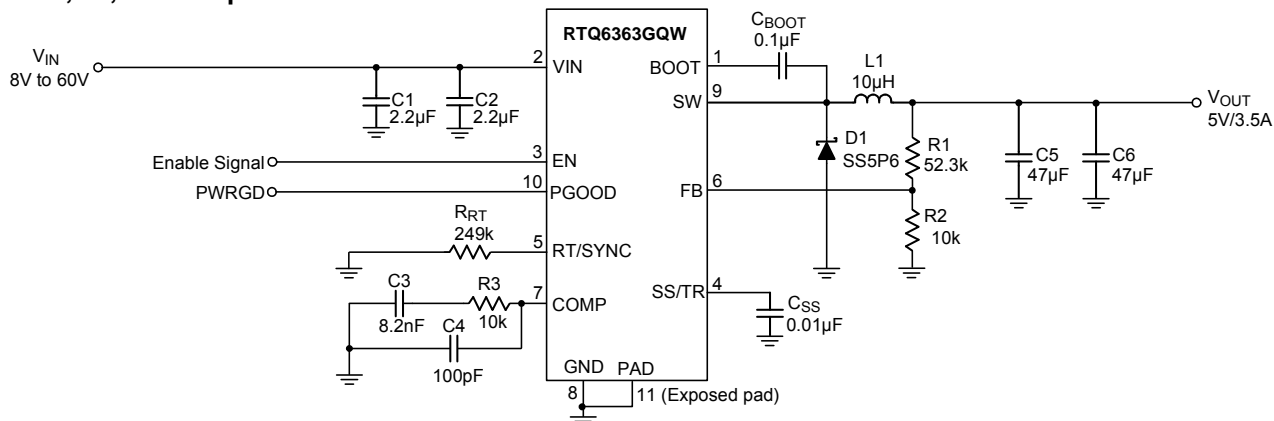 RTQ6363GQW
VIN
8V to 60V
2
VIN
C1
2.2µF
C2
2.2µF
Enable Signal
3
EN
PWRGD
10
PGOOD
RRT
249k
5
RT/SYNC
C3
8.2nF
R3
10k
7
COMP
C4
100pF
GND
8
PAD
11 (Exposed pad)
CBOOT
0.1µF
1
BOOT
9
SW
L1
10µH
VOUT
5V/3.5A
D1
SS5P6
R1
52.3k
C5
47µF
C6
47µF
6
FB
R2
10k
4
SS/TR
CSS
0.01µF